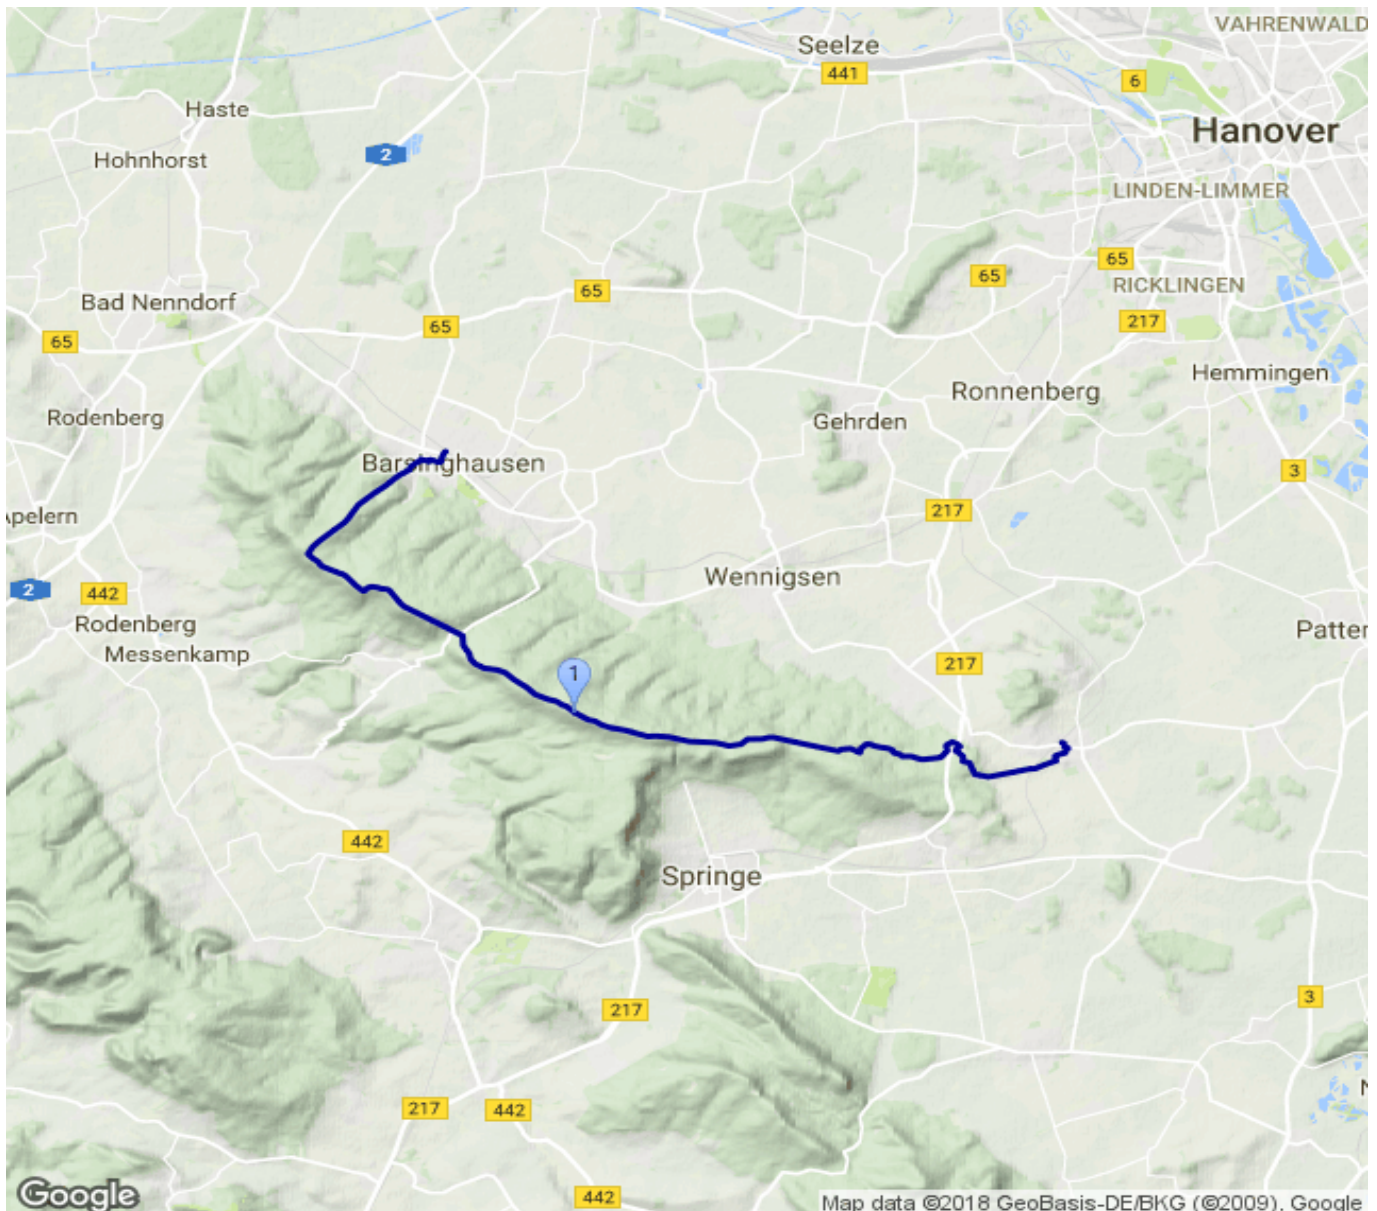 VAHRENWALD
Seelze
441
6
Haste
Hanover
2
Hohnhorst
LINDEN-LIMMER
65
65
RICKLINGEN
65
Bad Nenndorf
217
65
65
Hemmingen
Ronnenberg
Rodenberg
Gehrden
Barsinghausen
3
217
Apelern
Wennigsen
2
442
Rodenberg
Patter
Messenkamp
217
1
442
Springe
3
217
217
442
N
442
Google
Map data ©2018 GeoBasis-DE/BKG (©2009), Google